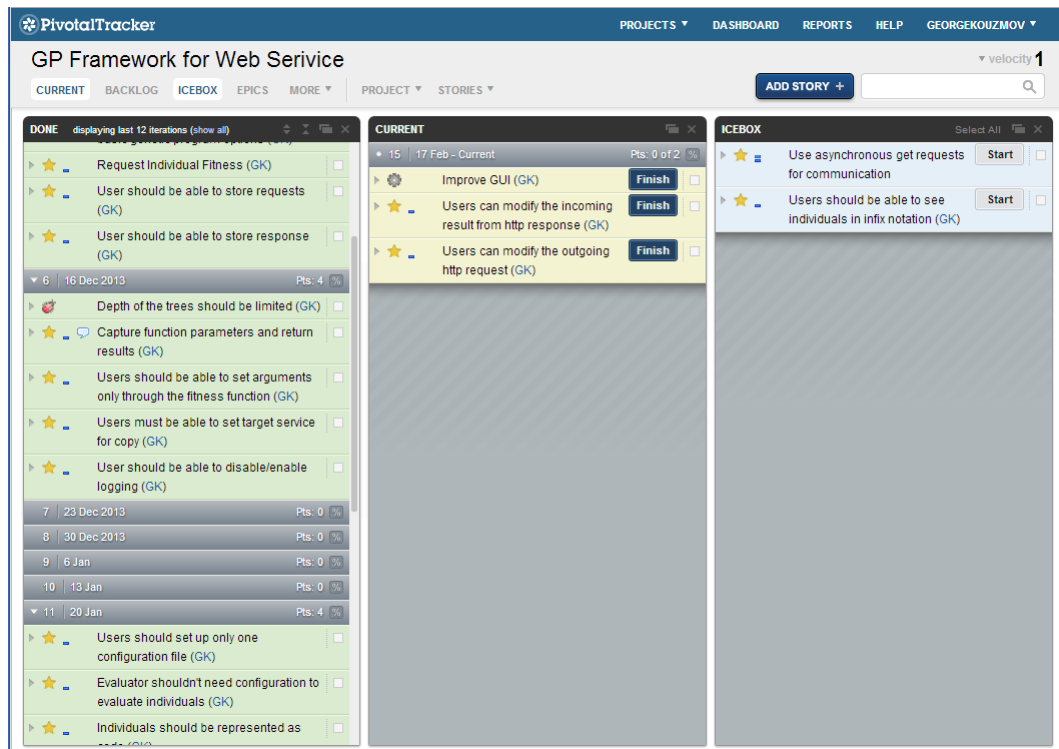 PivotalTracker
PROJECTS ▼ DASHBOARD REPORTS HELP GEORGEKOUZMOV ▼
GP Framework for Web Serivice
▼ velocity 1
CURRENT BACKLOG ICEBOX EPICS MORE ▼ PROJECT ▼ STORIES ▼
ADD STORY +
DONE displaying last 12 iterations (show all)
basic genetic program options (GK)
Request Individual Fitness (GK)
User should be able to store requests
(GK)
User should be able to store response
(GK)
6 16 Dec 2013 Pts: 4 %
Depth of the trees should be limited (GK)
Capture function parameters and return
results (GK)
Users should be able to set arguments
only through the fitness function (GK)
Users must be able to set target service
for copy (GK)
User should be able to disable/enable
logging (GK)
7 23 Dec 2013 Pts: 0 %
8 30 Dec 2013 Pts: 0 %
9 6 Jan Pts: 0 %
10 13 Jan Pts: 0 %
11 20 Jan Pts: 4 %
Users should set up only one
configuration file (GK)
Evaluator shouldn't need configuration to
evaluate individuals (GK)
Individuals should be represented as
code (GK)
CURRENT
15 17 Feb - Current Pts: 0 of 2 %
Improve GUI (GK) Finish
Users can modify the incoming Finish
result from http response (GK)
Users can modify the outgoing Finish
http request (GK)
ICEBOX Select All
Use asynchronous get requests Start
for communication
Users should be able to see Start
individuals in infix notation (GK)